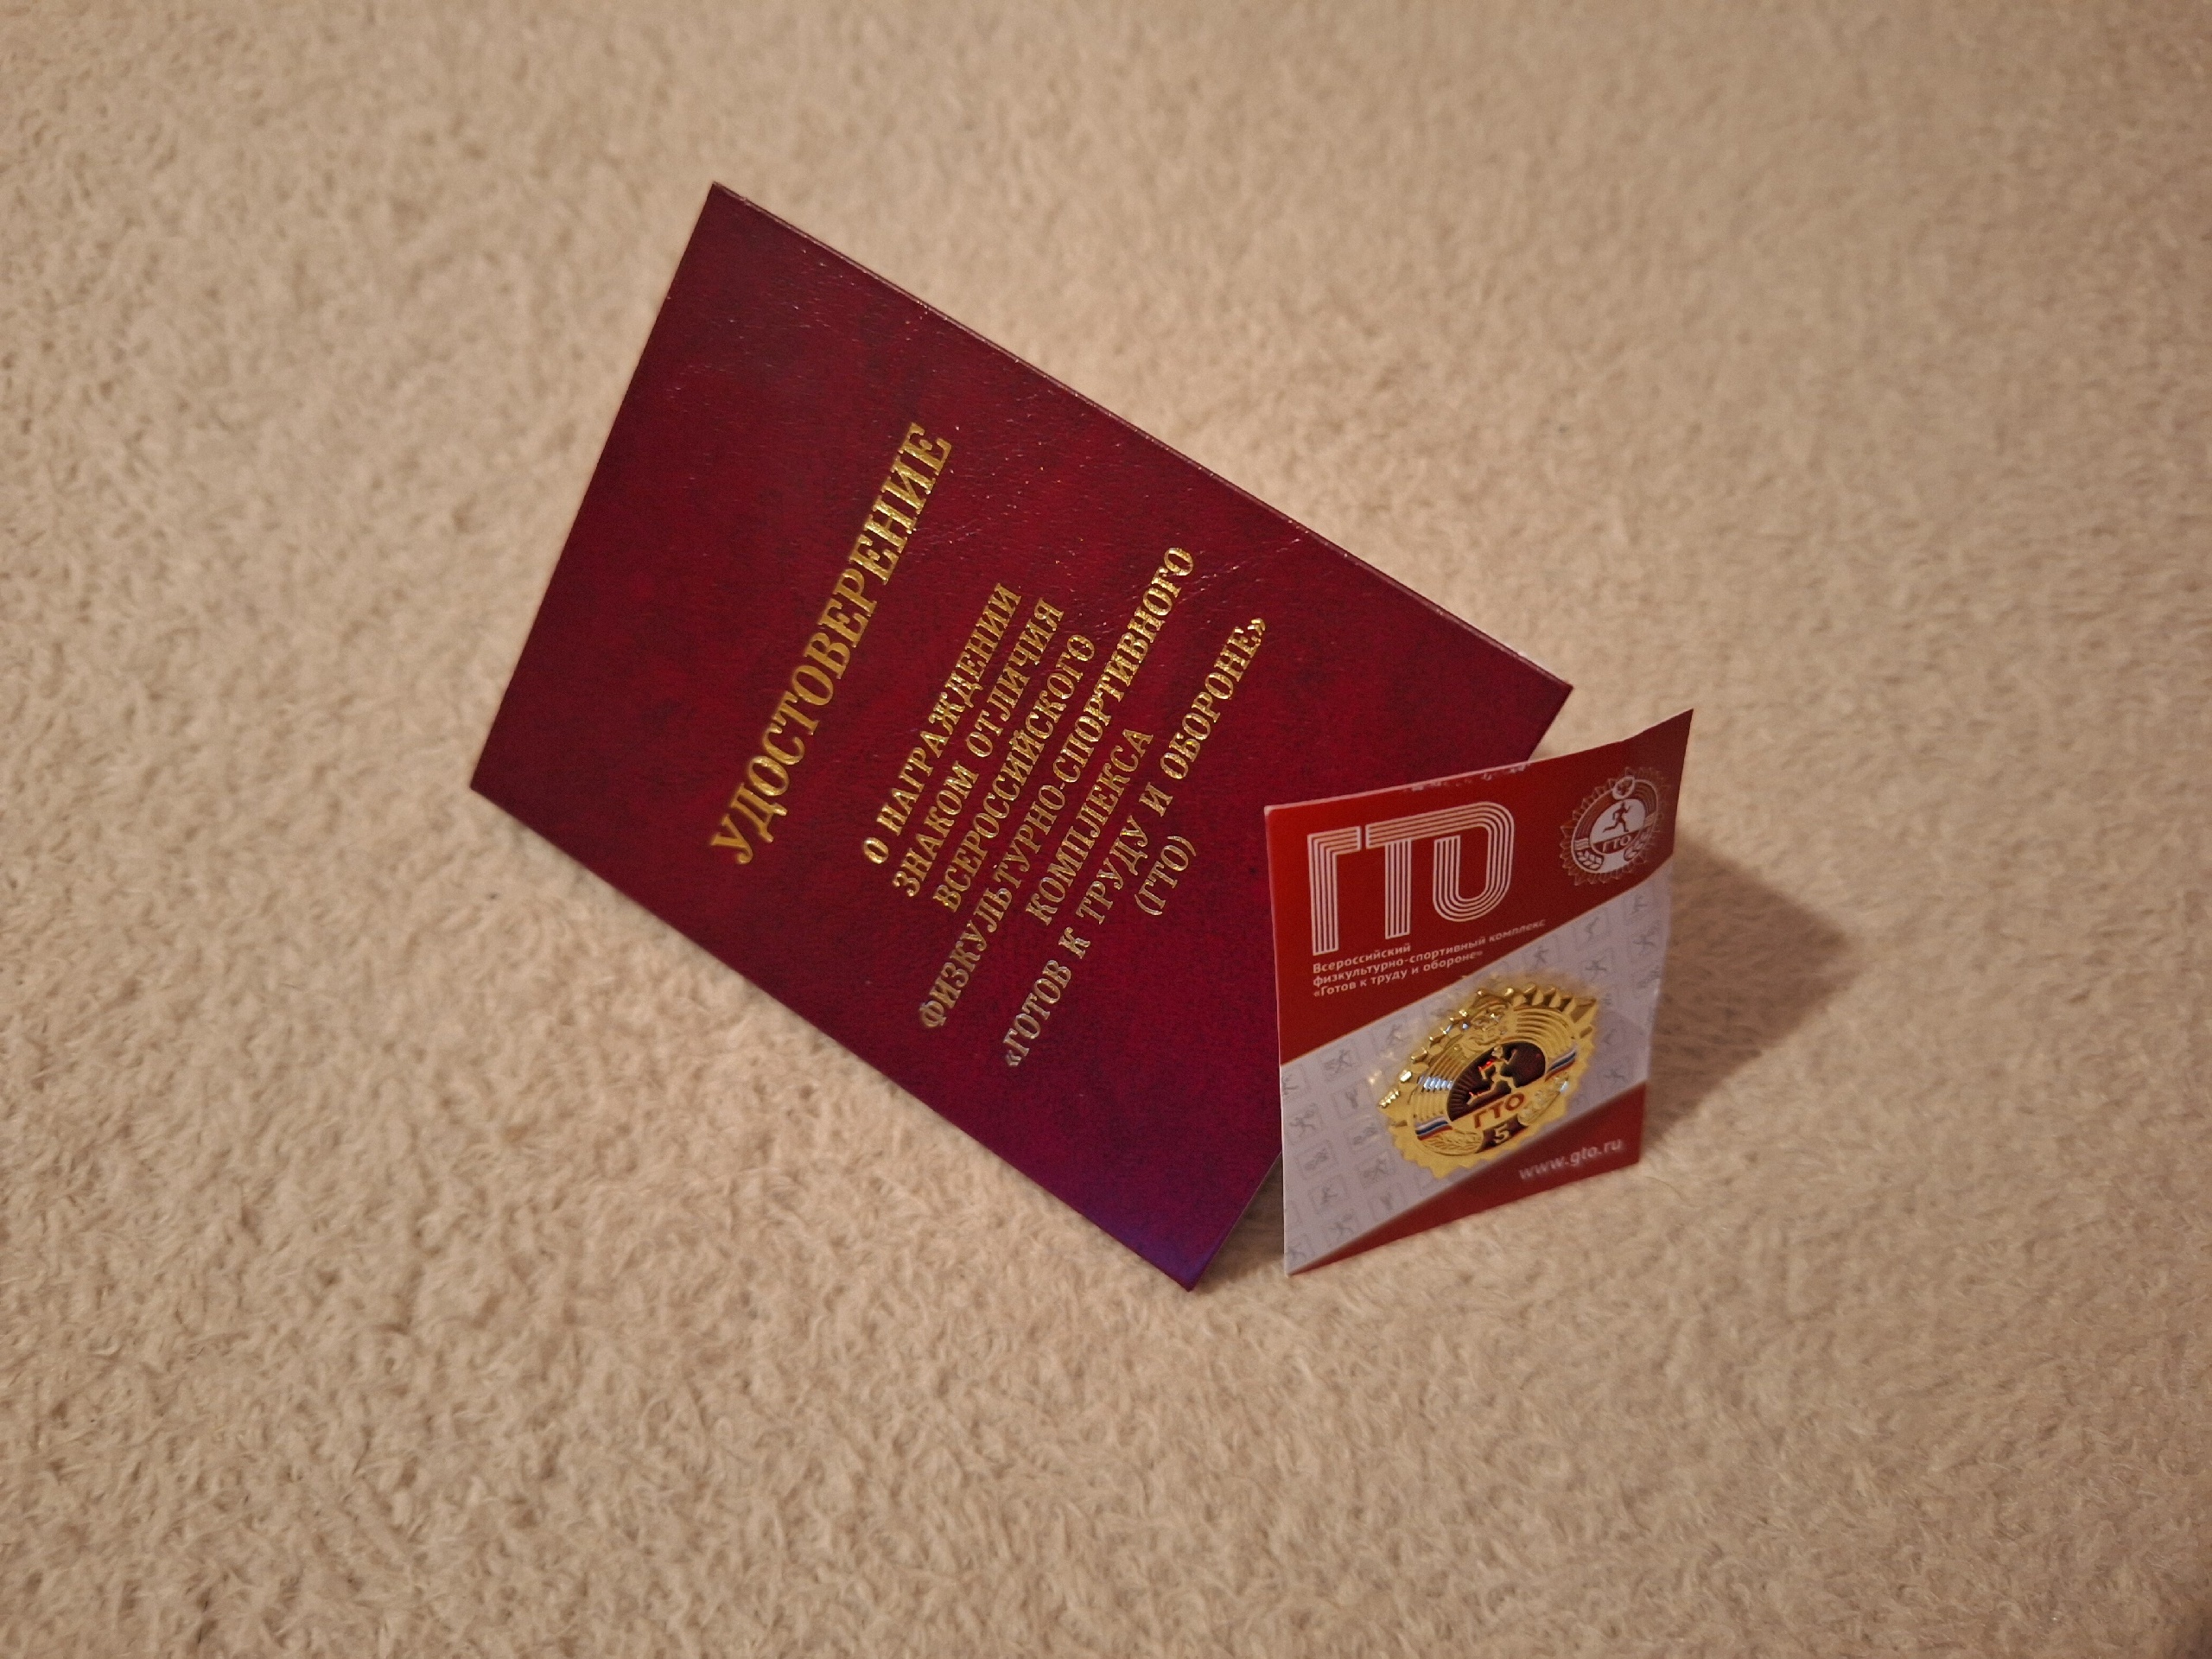 УДОСТОВЕРЕНИЕ
О НАГРАЖДЕНИИ
ЗНАКОМ ОТЛИЧИЯ
ВСЕРОССИЙСКОГО
ФИЗКУЛЬТУРНО-СПОРТИВНОГО
КОМПЛЕКСА
«ГОТОВ К ТРУДУ И ОБОРОНЕ»
(ГТО)
ГТО
ГТО
Всероссийский
физкультурно-спортивный комплекс
«Готов к труду и обороне»
ГТО
5
www.gto.ru